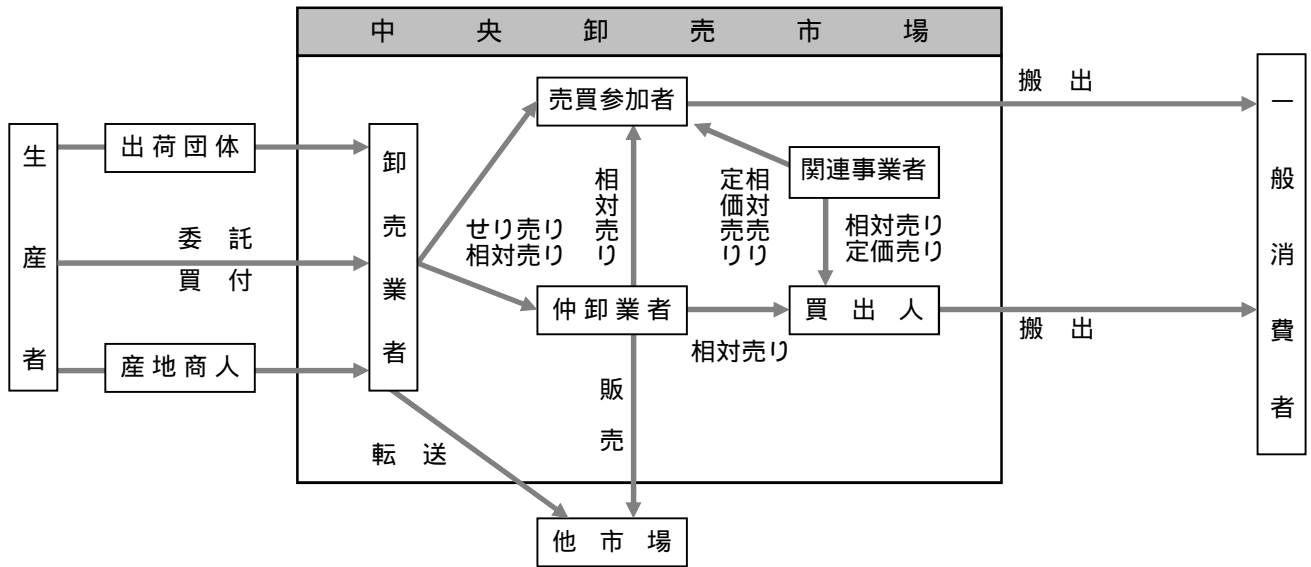 中央卸売市場
生産者
出荷団体
委託
買付
産地商人
卸売業者
せり売り
相対売り
転送
売買参加者
相対売り
仲卸業者
販売
他市場
相対売り
定価売り
関連事業者
相対売り
定価売り
買出人
相対売り
搬出
搬出
一般消費者